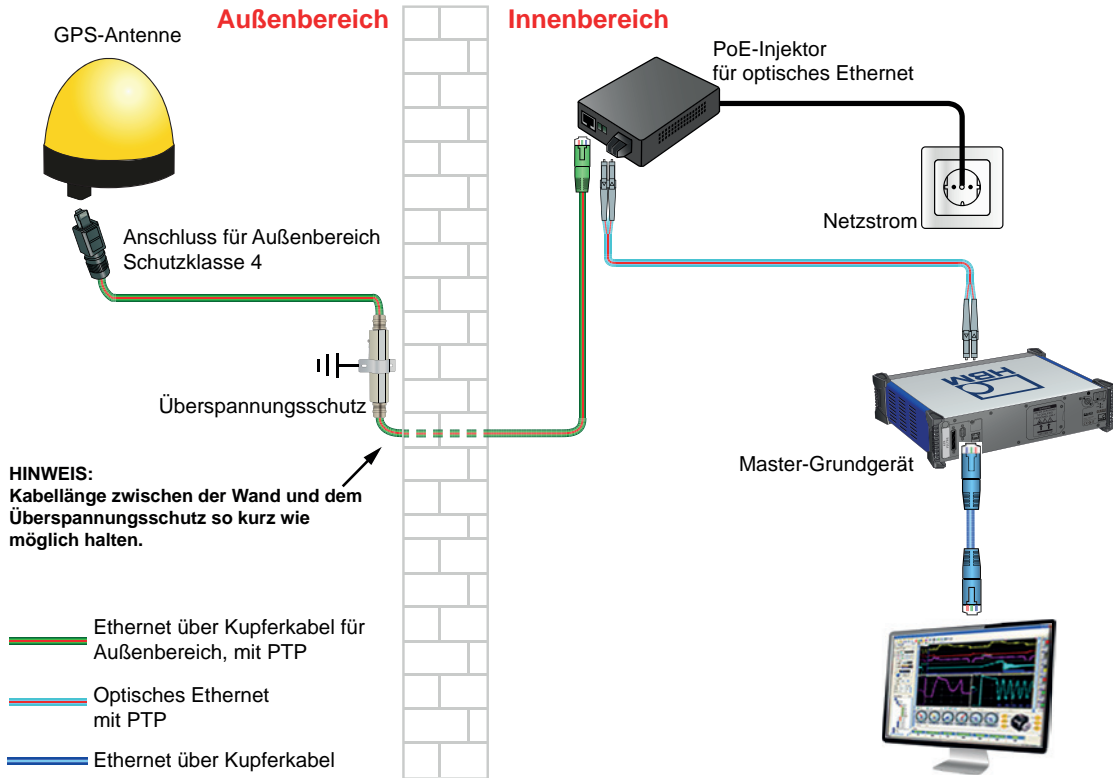 Außenbereich
Innenbereich
GPS-Antenne
PoE-Injektor
für optisches Ethernet
Netzstrom
Anschluss für Außenbereich
Schutzklasse 4
Überspannungsschutz
HBM
Master-Grundgerät
HINWEIS:
Kabellänge zwischen der Wand und dem
Überspannungsschutz so kurz wie
möglich halten.
Ethernet über Kupferkabel für
Außenbereich, mit PTP
Optisches Ethernet
mit PTP
Ethernet über Kupferkabel